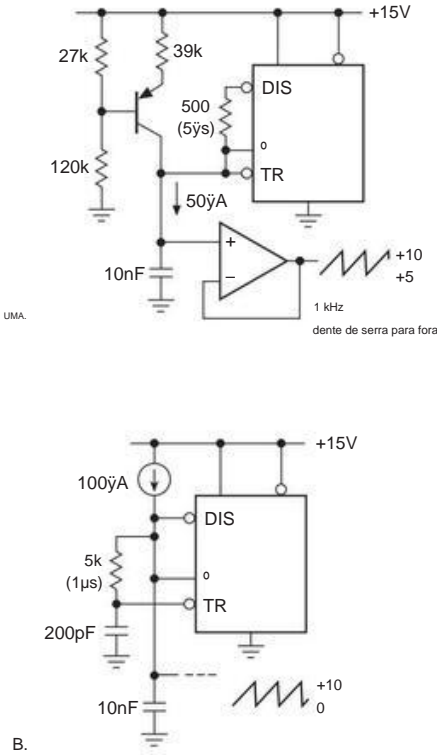 +15V
27k
39k
500
(5ÿs)
DIS
o
TR
120k
50ÿA
10nF
+
−
+10
+5
1 kHz
dente de serra para fora
UMA.
+15V
100ÿA
DIS
5k
(1µs)
o
TR
200pF
10nF
+10
0
B.